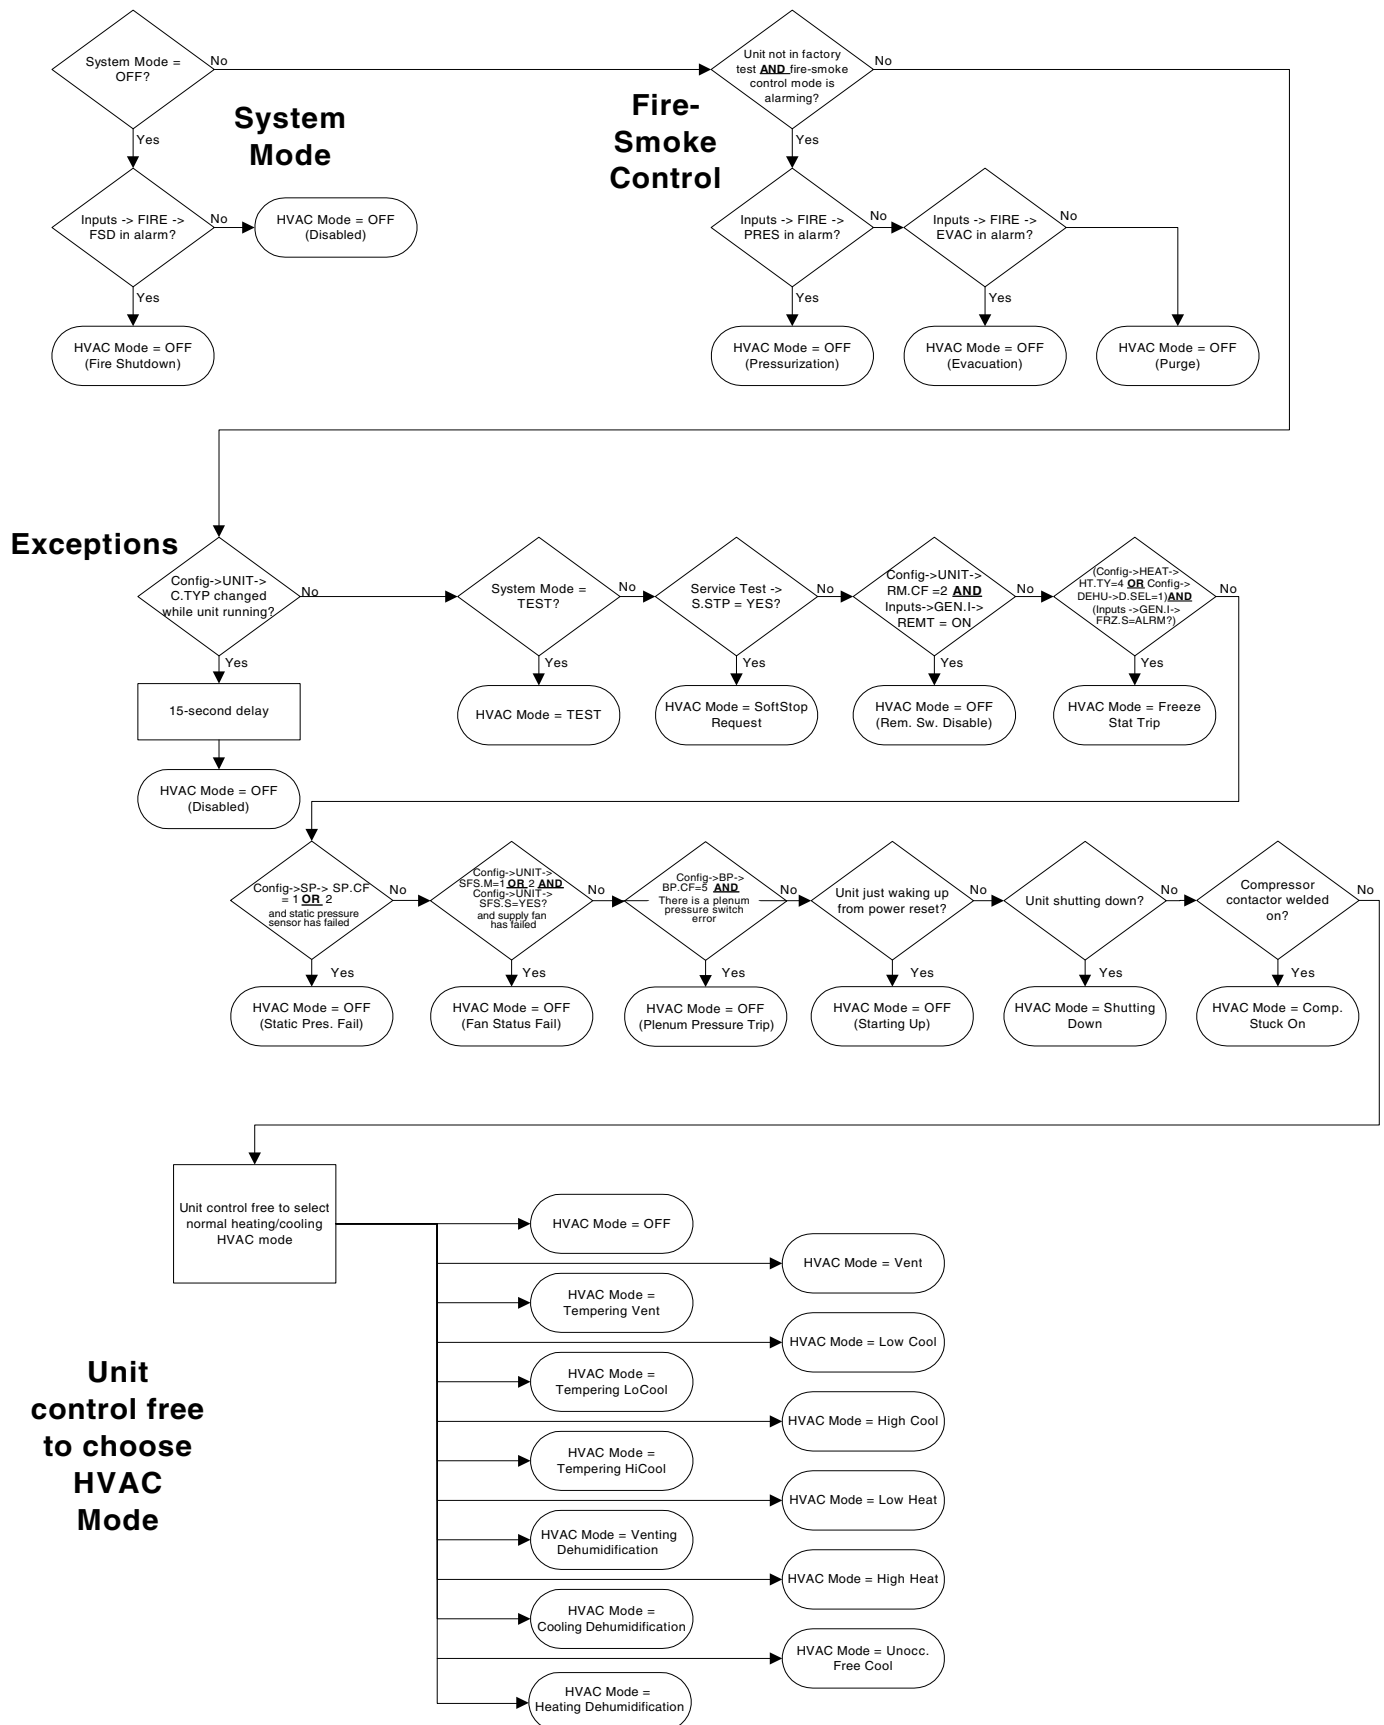 System Mode =
OFF?
No
Yes
System
Mode
Inputs -> FIRE ->
FSD in alarm?
No
HVAC Mode = OFF
(Disabled)
Yes
HVAC Mode = OFF
(Fire Shutdown)
Unit not in factory
test AND fire-smoke
control mode is
alarming?
No
Yes
Fire-
Smoke
Control
Inputs -> FIRE ->
PRES in alarm?
No
Inputs -> FIRE ->
EVAC in alarm?
No
Yes
Yes
HVAC Mode = OFF
(Pressurization)
HVAC Mode = OFF
(Evacuation)
HVAC Mode = OFF
(Purge)
Exceptions
Config->UNIT->
C.TYP changed
while unit running?
No
Yes
15-second delay
HVAC Mode = OFF
(Disabled)
System Mode =
TEST?
No
Yes
HVAC Mode = TEST
Service Test ->
S.STP = YES?
No
Yes
HVAC Mode = SoftStop
Request
Config->UNIT->
RM.CF =2 AND
Inputs->GEN.I->
REMT = ON
No
Yes
HVAC Mode = OFF
(Rem. Sw. Disable)
(Config->HEAT->
HT.TY=4 OR Config->
DEHU->D.SEL=1)AND
(Inputs ->GEN.I->
FRZ.S=ALRM?)
No
Yes
HVAC Mode = Freeze
Stat Trip
Config->SP-> SP.CF
= 1 OR 2
and static pressure
sensor has failed
No
Yes
HVAC Mode = OFF
(Static Pres. Fail)
Config->UNIT->
SFS.M=1 OR 2 AND
Config->UNIT->
SFS.S=YES?
and supply fan
has failed
No
Yes
HVAC Mode = OFF
(Fan Status Fail)
Config->BP->
BP.CF=5 AND
There is a plenum
pressure switch
error
No
Yes
HVAC Mode = OFF
(Plenum Pressure Trip)
Unit just waking up
from power reset?
No
Yes
HVAC Mode = OFF
(Starting Up)
Unit shutting down?
No
Yes
HVAC Mode = Shutting
Down
Compressor
contactor welded
on?
No
Yes
HVAC Mode = Comp.
Stuck On
Unit control free to select
normal heating/cooling
HVAC mode
Unit
control free
to choose
HVAC
Mode
HVAC Mode = OFF
HVAC Mode = Vent
HVAC Mode =
Tempering Vent
HVAC Mode = Low Cool
HVAC Mode =
Tempering LoCool
HVAC Mode = High Cool
HVAC Mode =
Tempering HiCool
HVAC Mode = Low Heat
HVAC Mode = Venting
Dehumidification
HVAC Mode = High Heat
HVAC Mode =
Cooling Dehumidification
HVAC Mode = Unocc.
Free Cool
HVAC Mode =
Heating Dehumidification